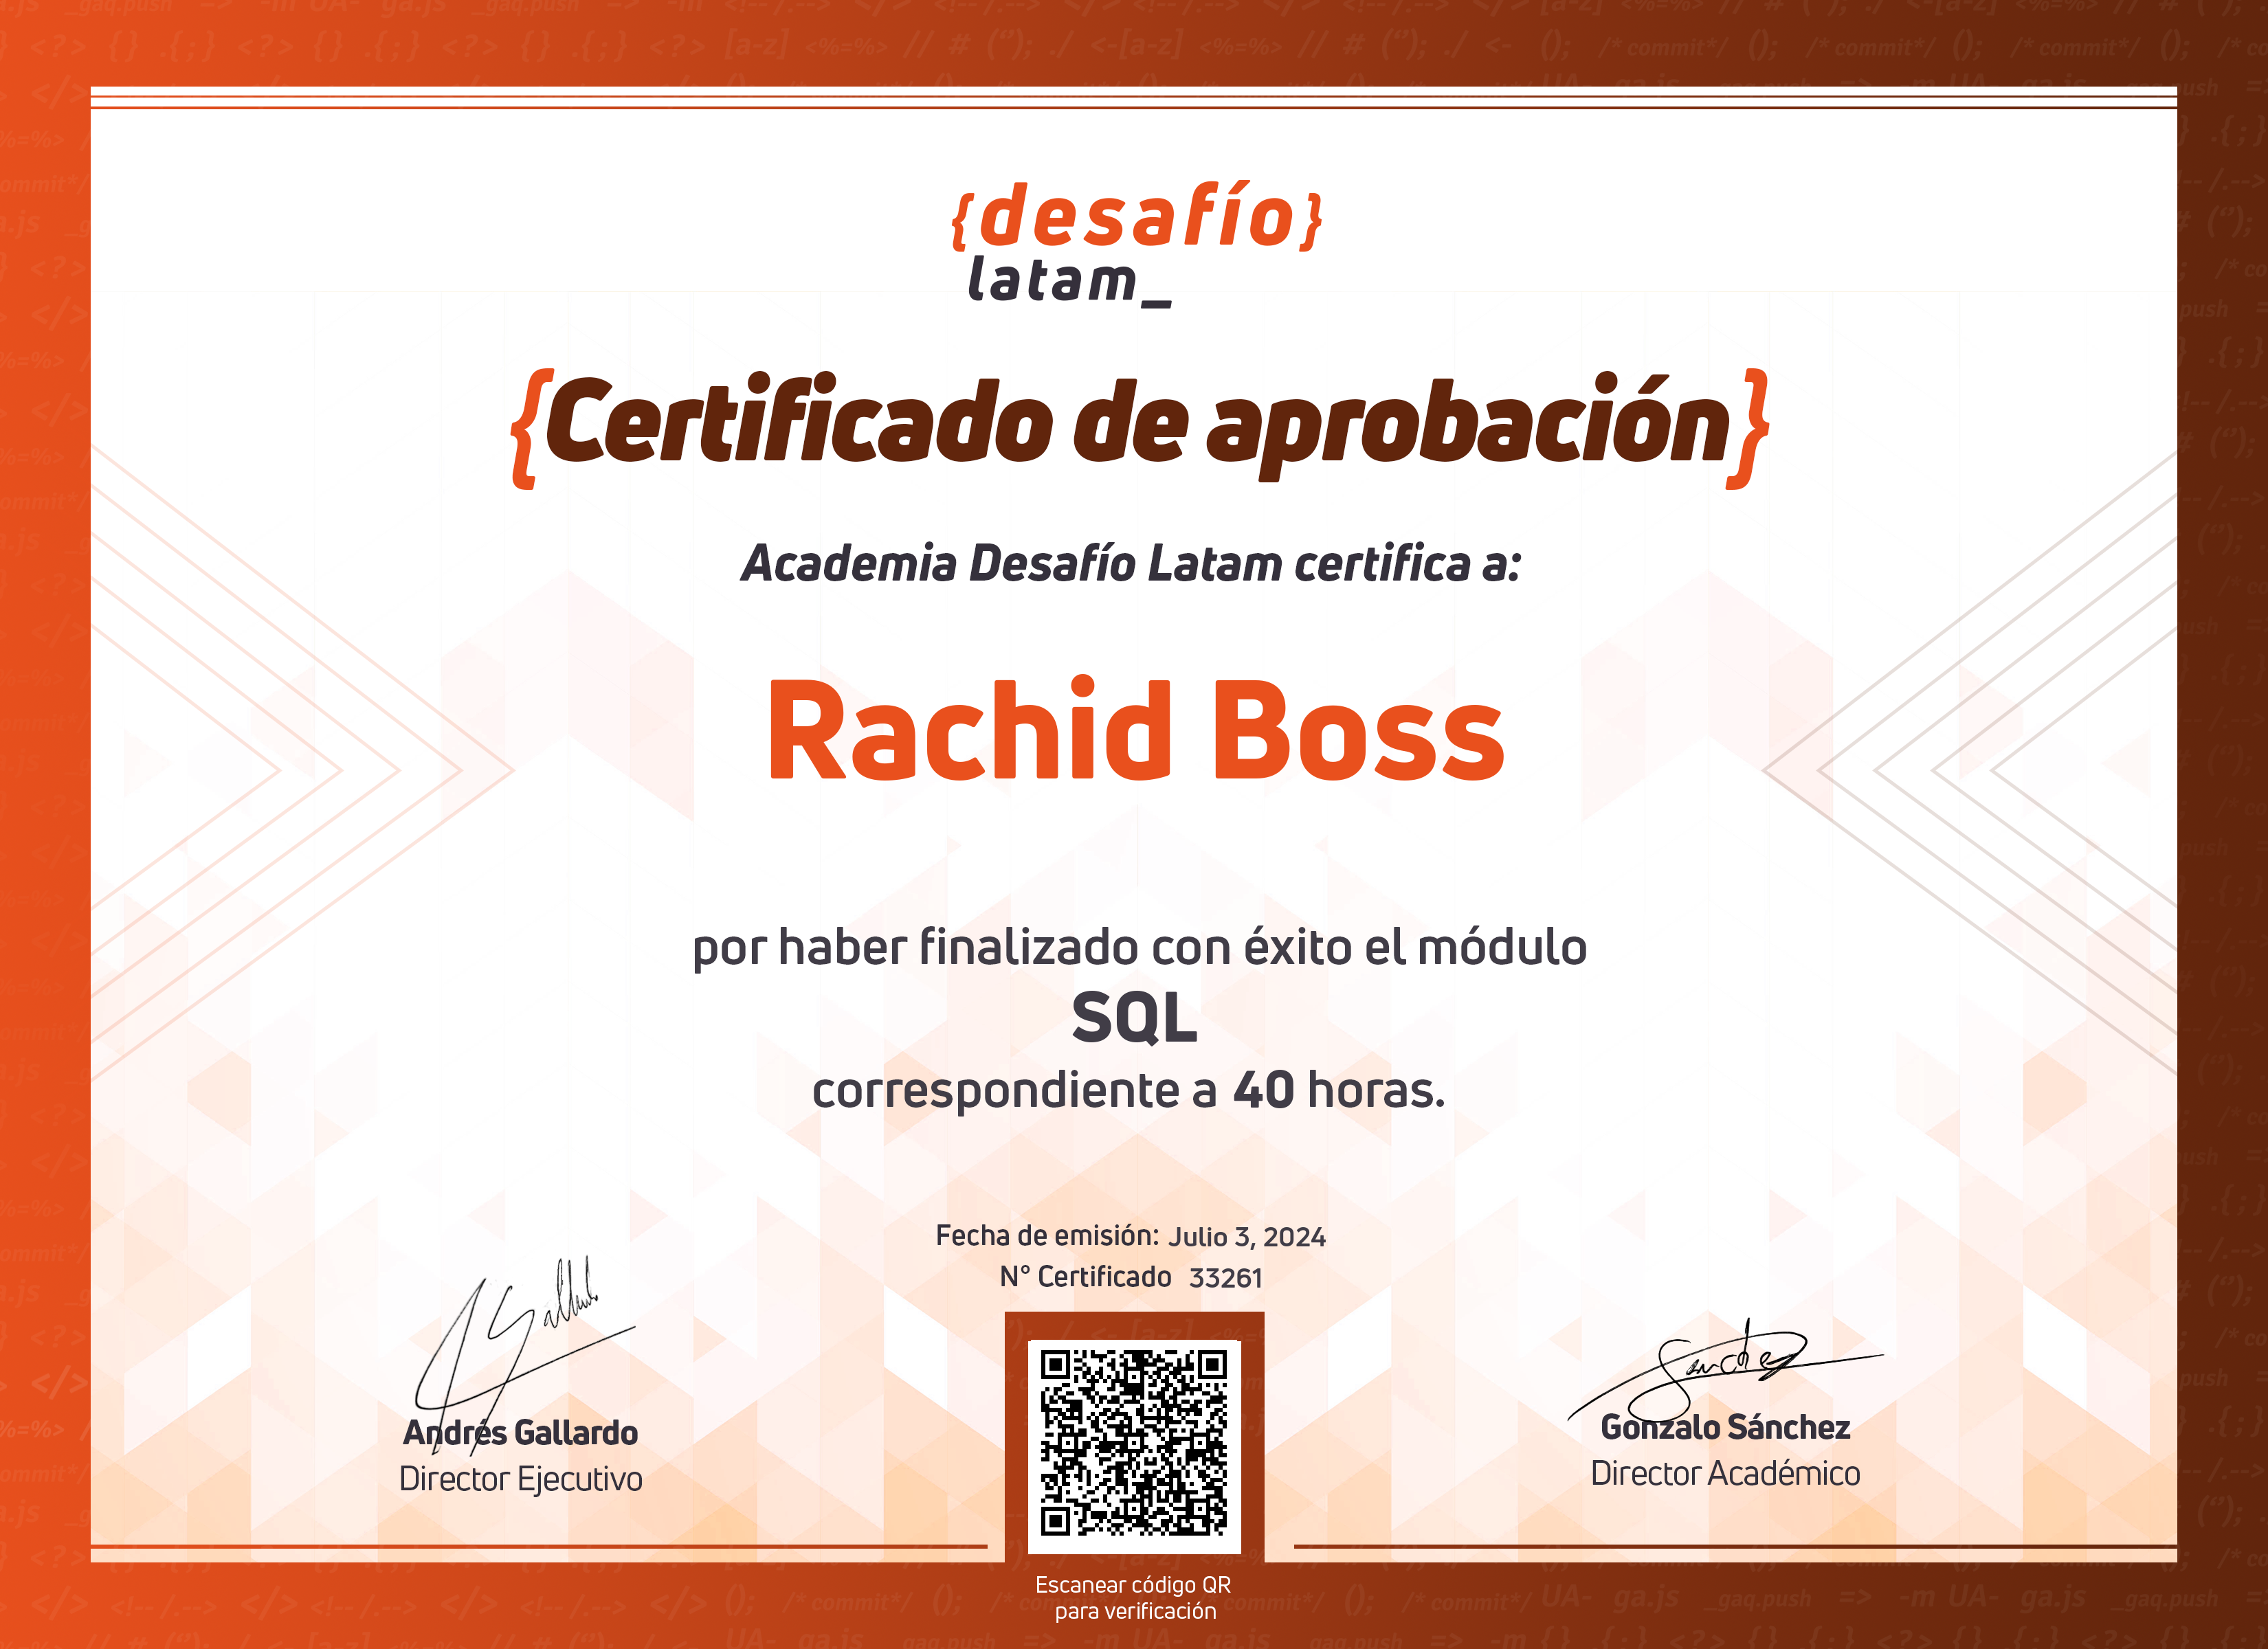 {desafío}
latam_
{Certificado de aprobación}
Academia Desafío Latam certifica a:
Rachid Boss
por haber finalizado con éxito el módulo
SQL
correspondiente a 40 horas.
Fecha de emisión: Julio 3, 2024
N° Certificado 33261
Andrés Gallardo
Director Ejecutivo
Gonzalo Sánchez
Director Académico
Escanear código QR
para verificación